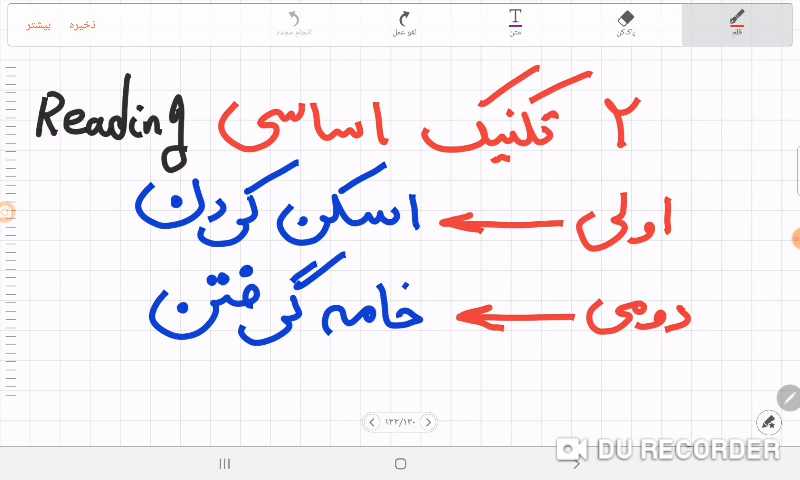 ذخیره بیشتر
قلم
پاک‌کن
متن
لغو عمل
انجام مجدد
۲ تکنیک اساسی Reading
اولی ← اسکن کردن
دومی ← خامه گرفتن
۱۳۲/۱۳۰
DU RECORDER